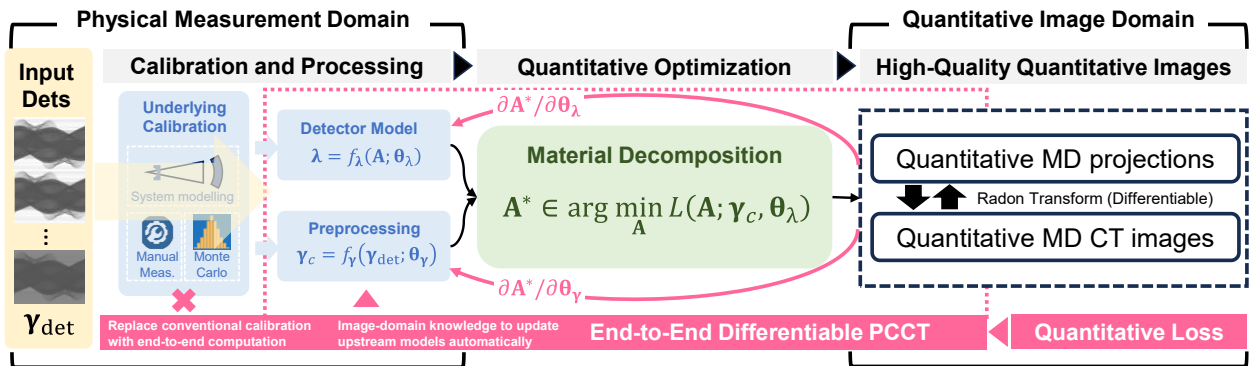 Physical Measurement Domain
Quantitative Image Domain
Input
Dets
⋮
γ_det
Calibration and Processing
Quantitative Optimization
High-Quality Quantitative Images
Underlying
Calibration
System modelling
Manual
Meas.
Monte
Carlo
Detector Model
λ = f_λ(A; θ_λ)
Preprocessing
γ_c = f_γ(γ_det; θ_γ)
∂A*/∂θ_λ
Material Decomposition
A* ∈ arg min_A L(A; γ_c, θ_λ)
∂A*/∂θ_γ
Quantitative MD projections
Radon Transform (Differentiable)
Quantitative MD CT images
Replace conventional calibration
with end-to-end computation
Image-domain knowledge to update
upstream models automatically
End-to-End Differentiable PCCT
Quantitative Loss